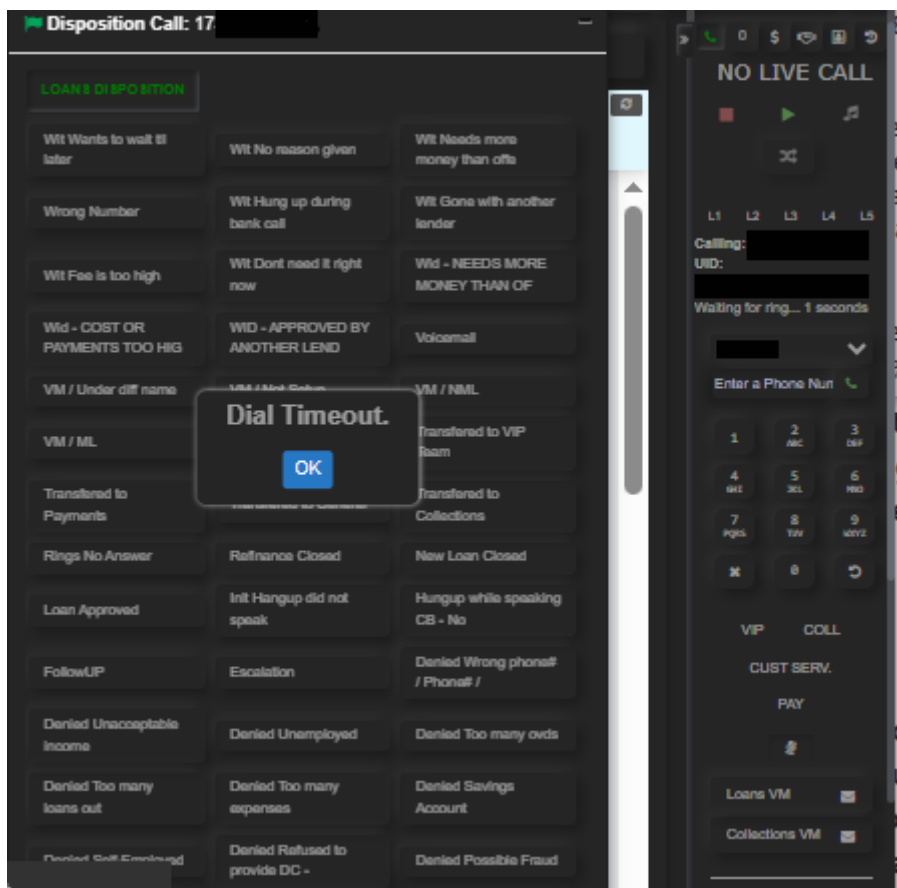 Disposition Call: 17
LOANS DISPOSITION
Wit Wants to wait til
later
Wit No reason given
Wit Needs more
money than offe
Wrong Number
Wit Hung up during
bank call
Wit Gone with another
lender
Wit Fee is too high
Wit Dont need it right
now
Wid - NEEDS MORE
MONEY THAN OF
Wid - COST OR
PAYMENTS TOO HIG
WID - APPROVED BY
ANOTHER LEND
Voicemail
VM / Under diff name
VM / Not Setup
VM / NML
VM / ML
Transfered to VIP
Team
Dial Timeout.
OK
Transfered to
Payments
Transfered to
Collections
Rings No Answer
Refinance Closed
New Loan Closed
Loan Approved
Init Hangup did not
speak
Hungup while speaking
CB - No
FollowUP
Escalation
Denied Wrong phone#
/ Phone# /
Denied Unacceptable
Income
Denied Unemployed
Denied Too many ovds
Denied Too many
loans out
Denied Too many
expenses
Denied Savings
Account
Denied Self Employed
Denied Refused to
provide DC -
Denied Possible Fraud
» 0 $
NO LIVE CALL
L1 L2 L3 L4 L5
Calling:
UID:
Waiting for ring... 1 seconds
Enter a Phone Nun
1
2
ABC
3
DEF
4
GHI
5
JKL
6
MNO
7
PQRS
8
TUV
9
WXYZ
0
VIP COLL
CUST SERV.
PAY
Loans VM
Collections VM